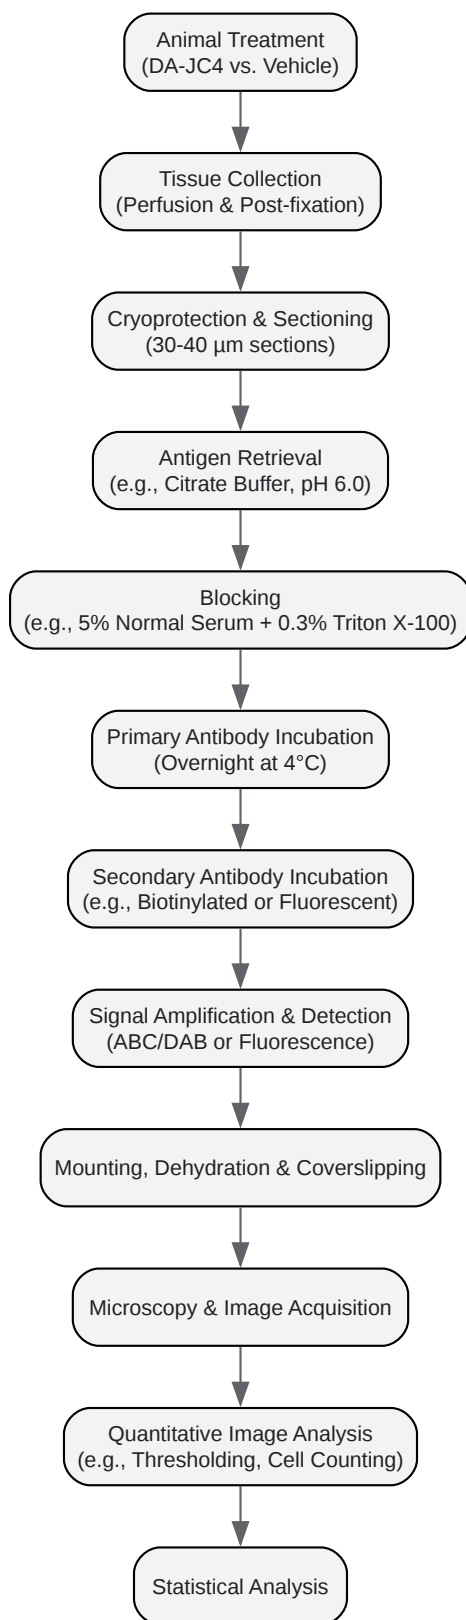 Animal Treatment
(DA-JC4 vs. Vehicle)
Tissue Collection
(Perfusion & Post-fixation)
Cryoprotection & Sectioning
(30-40 µm sections)
Antigen Retrieval
(e.g., Citrate Buffer, pH 6.0)
Blocking
(e.g., 5% Normal Serum + 0.3% Triton X-100)
Primary Antibody Incubation
(Overnight at 4°C)
Secondary Antibody Incubation
(e.g., Biotinylated or Fluorescent)
Signal Amplification & Detection
(ABC/DAB or Fluorescence)
Mounting, Dehydration & Coverslipping
Microscopy & Image Acquisition
Quantitative Image Analysis
(e.g., Thresholding, Cell Counting)
Statistical Analysis